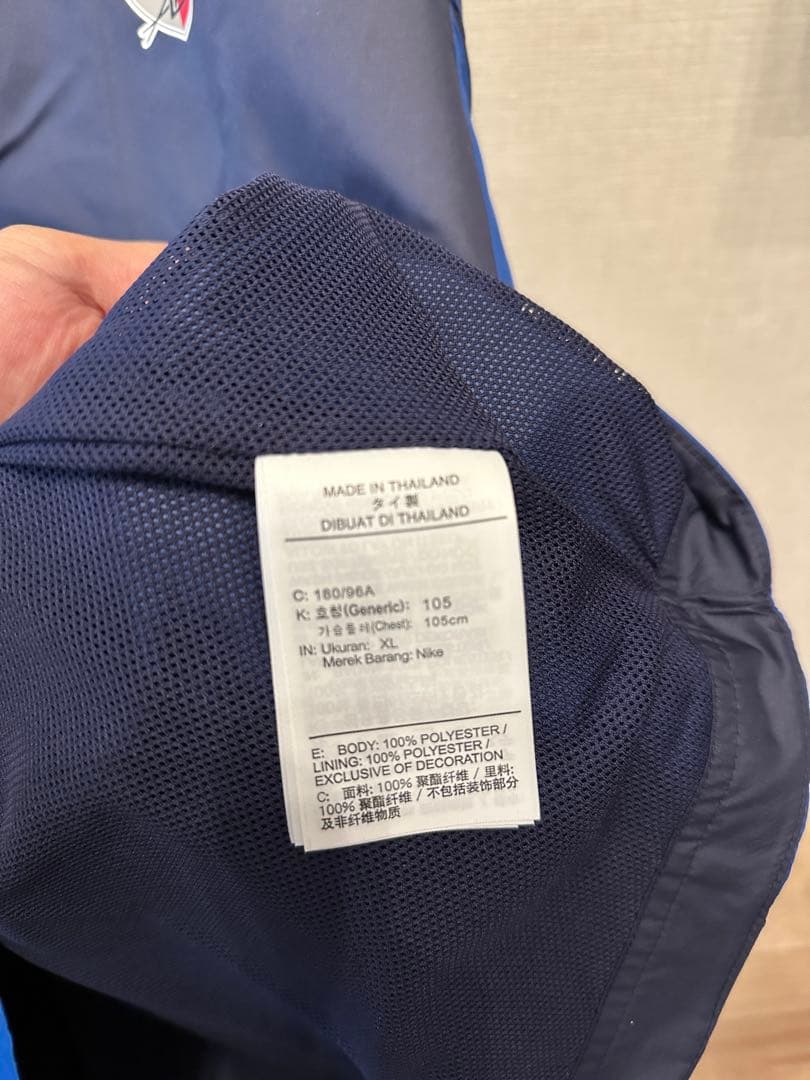 MADE IN THAILAND
タイ製
DIBUAT DI THAILAND
C: 180/96A
K: 호칭(Generic): 105
가슴둘레(Chest): 105cm
IN: Ukuran: XL
Merek Barang: Nike
E: BODY: 100% POLYESTER /
LINING: 100% POLYESTER /
EXCLUSIVE OF DECORATION
C: 面料: 100% 聚酯纤维 / 里料:
100% 聚酯纤维 / 不包括装饰部分
及非纤维物质